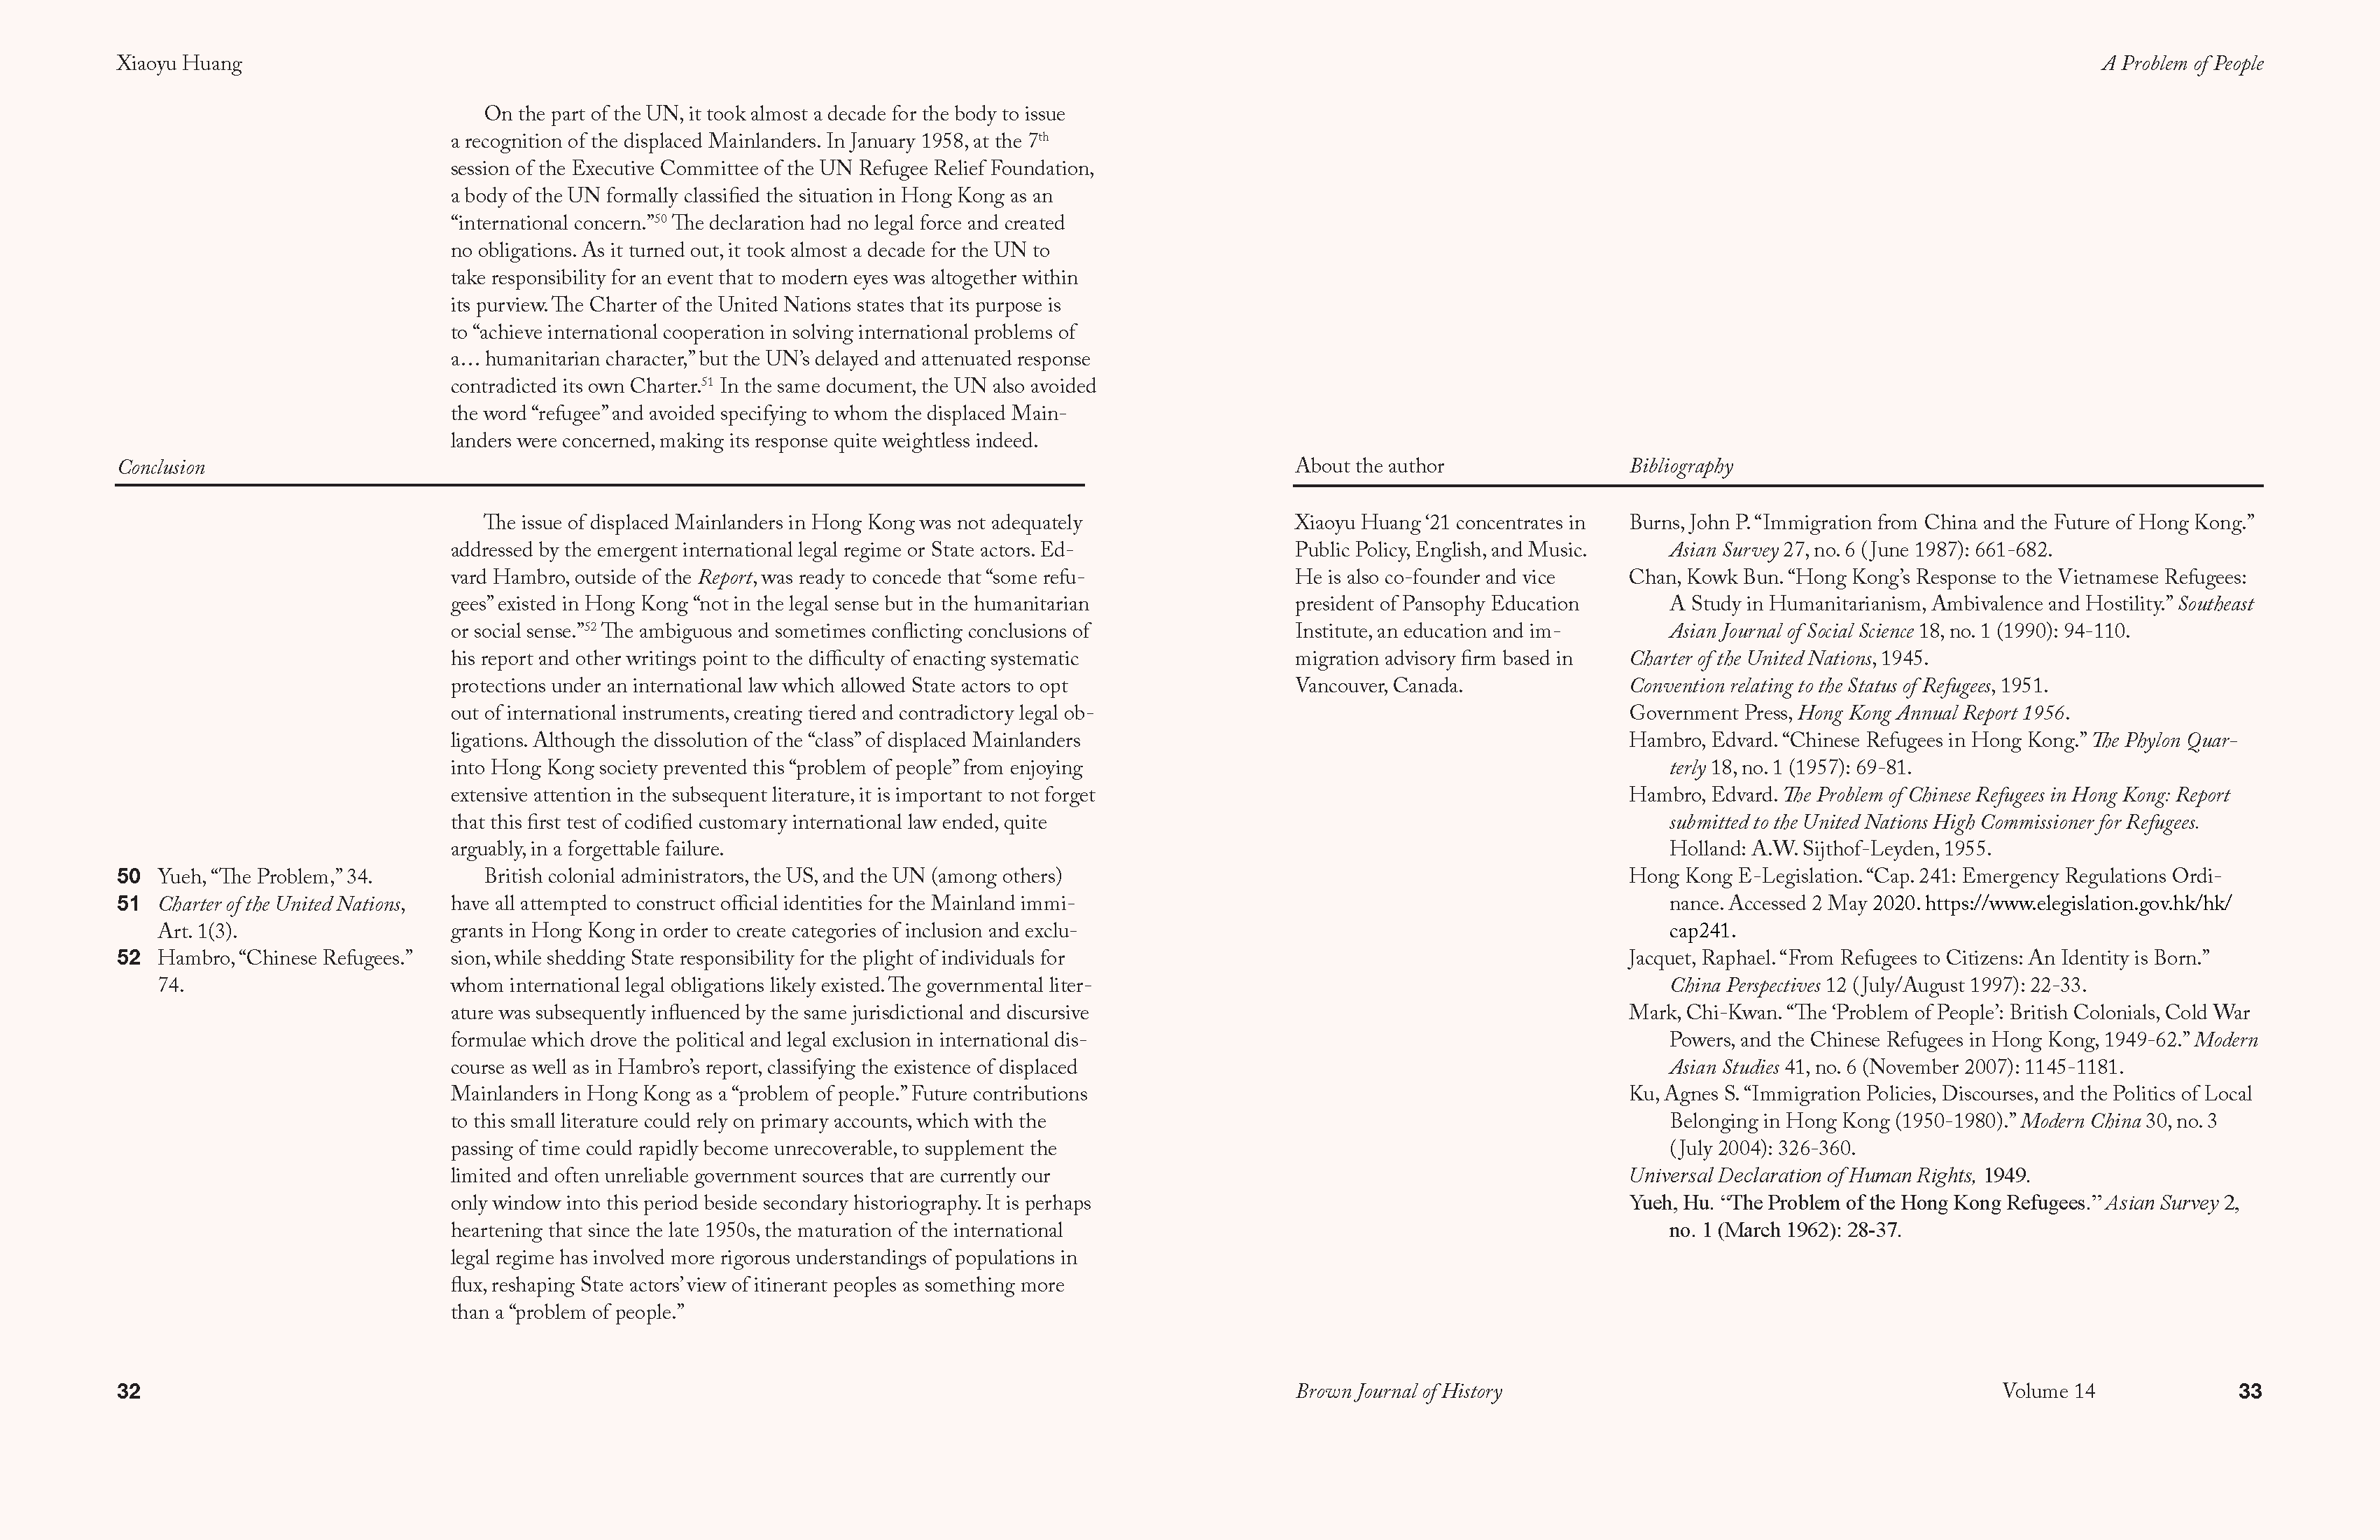 Xiaoyu Huang
On the part of the UN, it took almost a decade for the body to issue
a recognition of the displaced Mainlanders. In January 1958, at the 7th
session of the Executive Committee of the UN Refugee Relief Foundation,
a body of the UN formally classified the situation in Hong Kong as an
“international concern.”50 The declaration had no legal force and created
no obligations. As it turned out, it took almost a decade for the UN to
take responsibility for an event that to modern eyes was altogether within
its purview. The Charter of the United Nations states that its purpose is
to “achieve international cooperation in solving international problems of
a… humanitarian character,” but the UN’s delayed and attenuated response
contradicted its own Charter.51 In the same document, the UN also avoided
the word “refugee” and avoided specifying to whom the displaced Main-
landers were concerned, making its response quite weightless indeed.
Conclusion
The issue of displaced Mainlanders in Hong Kong was not adequately
addressed by the emergent international legal regime or State actors. Ed-
vard Hambro, outside of the Report, was ready to concede that “some refu-
gees” existed in Hong Kong “not in the legal sense but in the humanitarian
or social sense.”52 The ambiguous and sometimes conflicting conclusions of
his report and other writings point to the difficulty of enacting systematic
protections under an international law which allowed State actors to opt
out of international instruments, creating tiered and contradictory legal ob-
ligations. Although the dissolution of the “class” of displaced Mainlanders
into Hong Kong society prevented this “problem of people” from enjoying
extensive attention in the subsequent literature, it is important to not forget
that this first test of codified customary international law ended, quite
arguably, in a forgettable failure.
British colonial administrators, the US, and the UN (among others)
have all attempted to construct official identities for the Mainland immi-
grants in Hong Kong in order to create categories of inclusion and exclu-
sion, while shedding State responsibility for the plight of individuals for
whom international legal obligations likely existed. The governmental liter-
ature was subsequently influenced by the same jurisdictional and discursive
formulae which drove the political and legal exclusion in international dis-
course as well as in Hambro’s report, classifying the existence of displaced
Mainlanders in Hong Kong as a “problem of people.” Future contributions
to this small literature could rely on primary accounts, which with the
passing of time could rapidly become unrecoverable, to supplement the
limited and often unreliable government sources that are currently our
only window into this period beside secondary historiography. It is perhaps
heartening that since the late 1950s, the maturation of the international
legal regime has involved more rigorous understandings of populations in
flux, reshaping State actors’ view of itinerant peoples as something more
than a “problem of people.”
50 Yueh, “The Problem,” 34.
51 Charter of the United Nations,
Art. 1(3).
52 Hambro, “Chinese Refugees.”
74.
32
A Problem of People
About the author
Xiaoyu Huang ‘21 concentrates in
Public Policy, English, and Music.
He is also co-founder and vice
president of Pansophy Education
Institute, an education and im-
migration advisory firm based in
Vancouver, Canada.
Bibliography
Burns, John P. “Immigration from China and the Future of Hong Kong.”
Asian Survey 27, no. 6 (June 1987): 661-682.
Chan, Kowk Bun. “Hong Kong’s Response to the Vietnamese Refugees:
A Study in Humanitarianism, Ambivalence and Hostility.” Southeast
Asian Journal of Social Science 18, no. 1 (1990): 94-110.
Charter of the United Nations, 1945.
Convention relating to the Status of Refugees, 1951.
Government Press, Hong Kong Annual Report 1956.
Hambro, Edvard. “Chinese Refugees in Hong Kong.” The Phylon Quar-
terly 18, no. 1 (1957): 69-81.
Hambro, Edvard. The Problem of Chinese Refugees in Hong Kong: Report
submitted to the United Nations High Commissioner for Refugees.
Holland: A.W. Sijthof-Leyden, 1955.
Hong Kong E-Legislation. “Cap. 241: Emergency Regulations Ordi-
nance. Accessed 2 May 2020. https://www.elegislation.gov.hk/hk/
cap241.
Jacquet, Raphael. “From Refugees to Citizens: An Identity is Born.”
China Perspectives 12 (July/August 1997): 22-33.
Mark, Chi-Kwan. “The ‘Problem of People’: British Colonials, Cold War
Powers, and the Chinese Refugees in Hong Kong, 1949-62.” Modern
Asian Studies 41, no. 6 (November 2007): 1145-1181.
Ku, Agnes S. “Immigration Policies, Discourses, and the Politics of Local
Belonging in Hong Kong (1950-1980).” Modern China 30, no. 3
(July 2004): 326-360.
Universal Declaration of Human Rights, 1949.
Yueh, Hu. “The Problem of the Hong Kong Refugees.” Asian Survey 2,
no. 1 (March 1962): 28-37.
Brown Journal of History
Volume 14
33